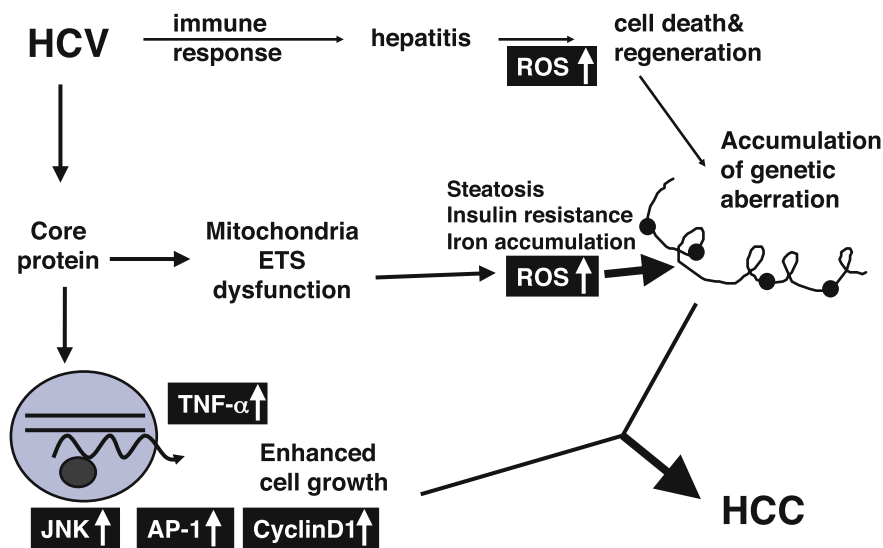 HCV
immune
response
hepatitis
ROS
cell death&
regeneration
Accumulation
of genetic
aberration
Core
protein
Mitochondria
ETS
dysfunction
Steatosis
Insulin resistance
Iron accumulation
ROS
TNF-α
Enhanced
cell growth
JNK
AP-1
CyclinD1
HCC